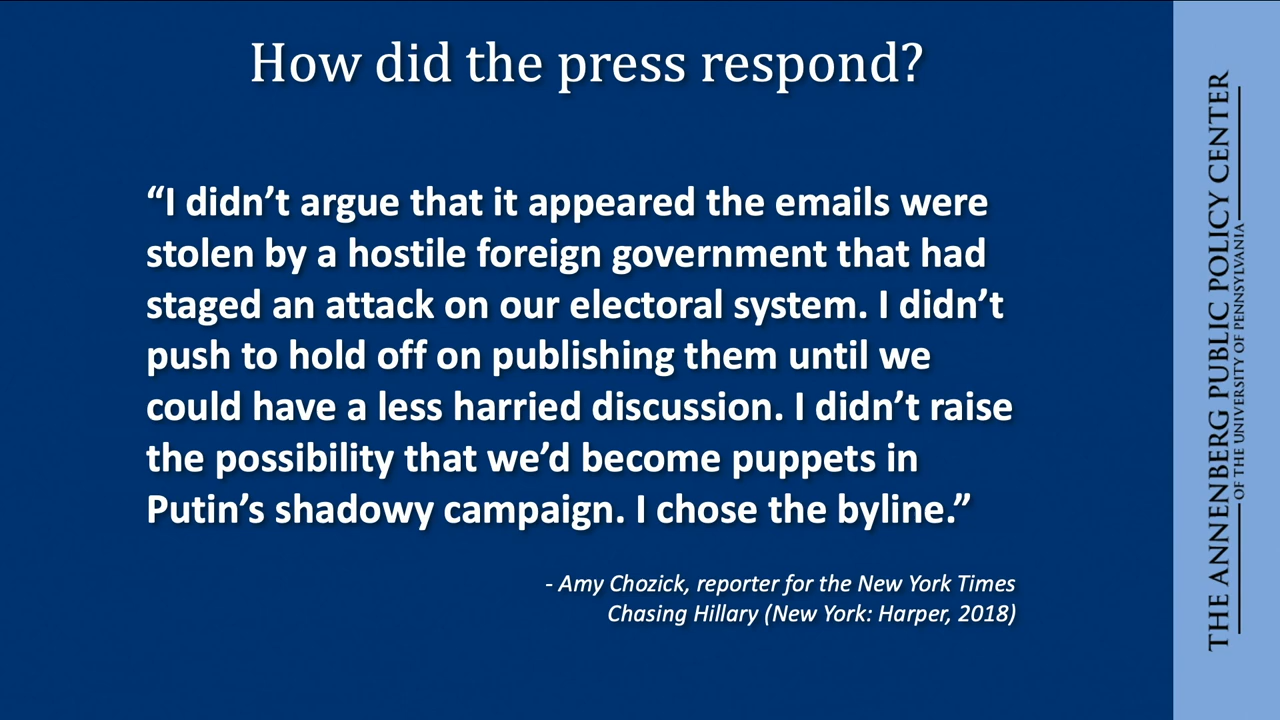 How did the press respond?
“I didn’t argue that it appeared the emails were
stolen by a hostile foreign government that had
staged an attack on our electoral system. I didn’t
push to hold off on publishing them until we
could have a less harried discussion. I didn’t raise
the possibility that we’d become puppets in
Putin’s shadowy campaign. I chose the byline.”
- Amy Chozick, reporter for the New York Times
Chasing Hillary (New York: Harper, 2018)
THE ANNENBERG PUBLIC POLICY CENTER
OF THE UNIVERSITY OF PENNSYLVANIA